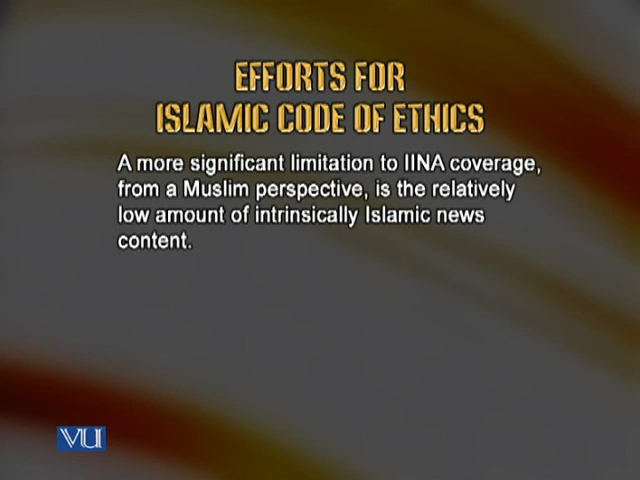 EFFORTS FOR
ISLAMIC CODE OF ETHICS
A more significant limitation to IINA coverage,
from a Muslim perspective, is the relatively
low amount of intrinsically Islamic news
content.
VU